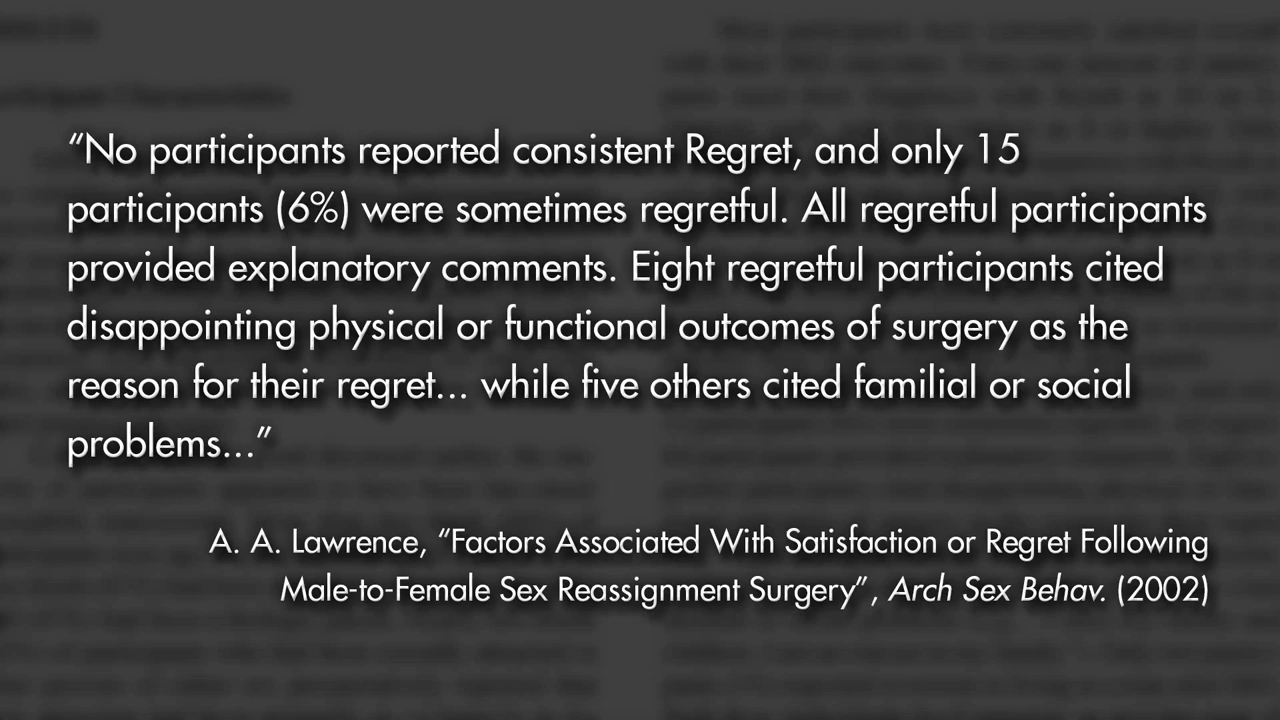 “No participants reported consistent Regret, and only 15
participants (6%) were sometimes regretful. All regretful participants
provided explanatory comments. Eight regretful participants cited
disappointing physical or functional outcomes of surgery as the
reason for their regret... while five others cited familial or social
problems...”
A. A. Lawrence, “Factors Associated With Satisfaction or Regret Following
Male-to-Female Sex Reassignment Surgery”, Arch Sex Behav. (2002)